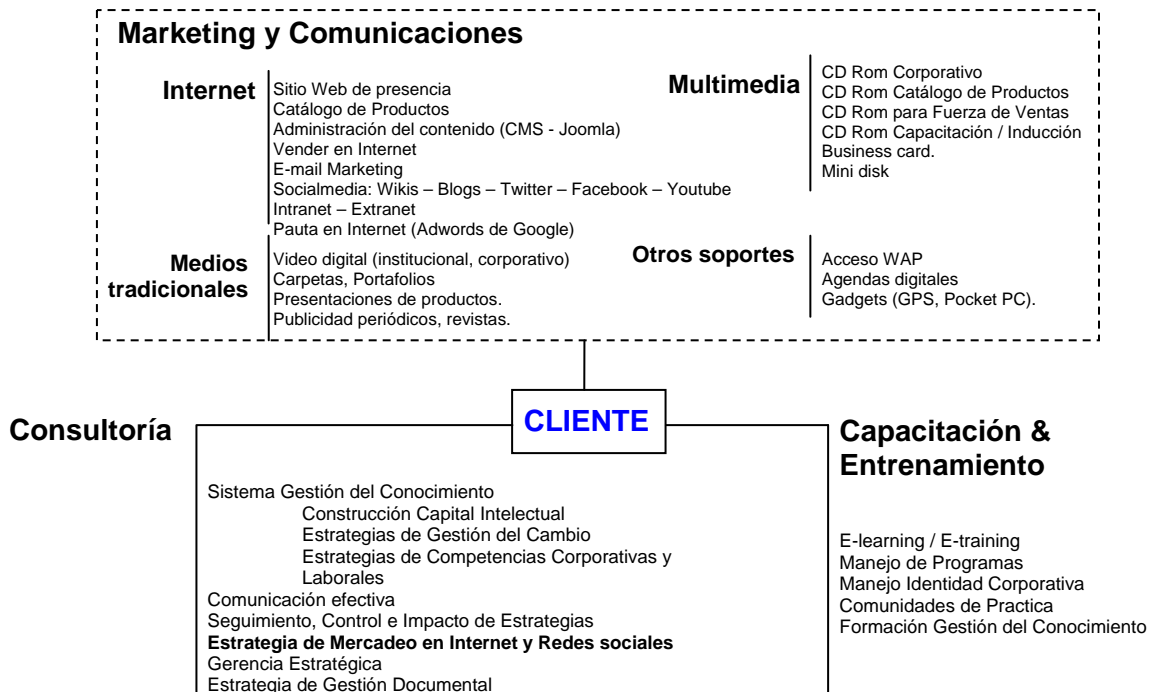 Marketing y Comunicaciones
Internet
Sitio Web de presencia
Catálogo de Productos
Administración del contenido (CMS - Joomla)
Vender en Internet
E-mail Marketing
Socialmedia: Wikis – Blogs – Twitter – Facebook – Youtube
Intranet – Extranet
Pauta en Internet (Adwords de Google)
Multimedia
CD Rom Corporativo
CD Rom Catálogo de Productos
CD Rom para Fuerza de Ventas
CD Rom Capacitación / Inducción
Business card.
Mini disk
Medios
tradicionales
Video digital (institucional, corporativo)
Carpetas, Portafolios
Presentaciones de productos.
Publicidad periódicos, revistas.
Otros soportes
Acceso WAP
Agendas digitales
Gadgets (GPS, Pocket PC).
CLIENTE
Consultoría
Sistema Gestión del Conocimiento
Construcción Capital Intelectual
Estrategias de Gestión del Cambio
Estrategias de Competencias Corporativas y
Laborales
Comunicación efectiva
Seguimiento, Control e Impacto de Estrategias
Estrategia de Mercadeo en Internet y Redes sociales
Gerencia Estratégica
Estrategia de Gestión Documental
Capacitación &
Entrenamiento
E-learning / E-training
Manejo de Programas
Manejo Identidad Corporativa
Comunidades de Practica
Formación Gestión del Conocimiento